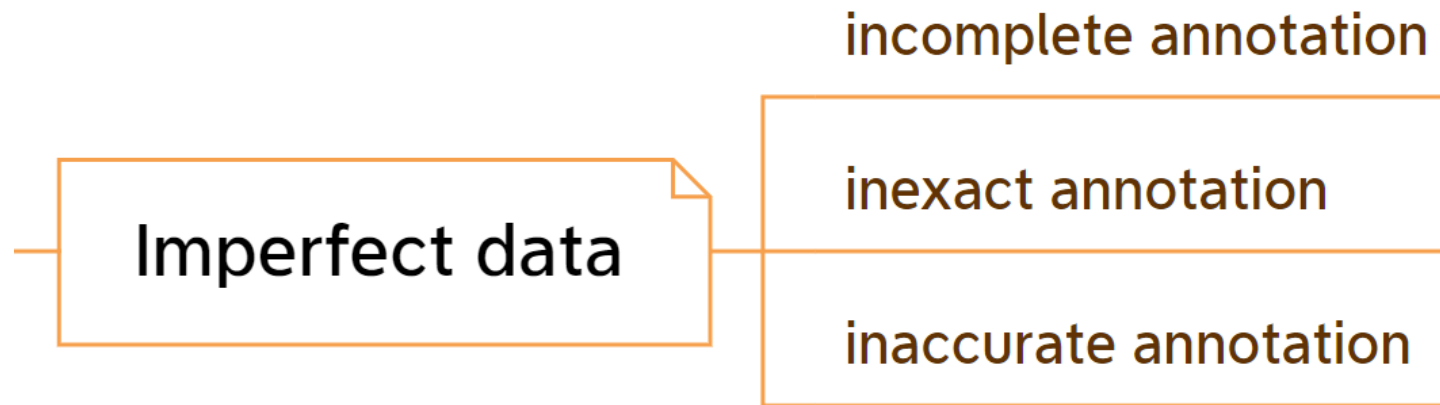 incomplete annotation
inexact annotation
Imperfect data
inaccurate annotation